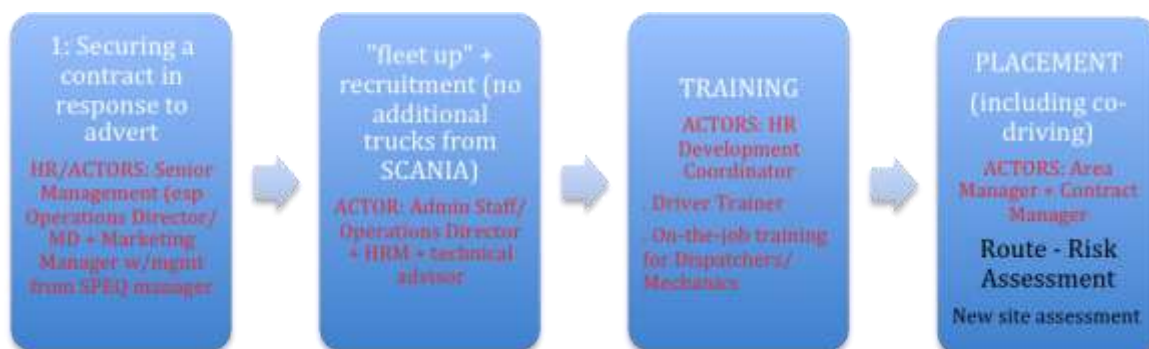 1: Securing a
contract in
response to
advert
HR/ACTORS: Senior
Management (esp
Operations Director/
MD + Marketing
Manager w/mgmt
from SPEQ manager
"fleet up" +
recruitment (no
additional
trucks from
SCANIA)
ACTOR: Admin Staff/
Operations Director
+ HRM + technical
advisor
TRAINING
ACTORS: HR
Development
Coordinator
. Driver Trainer
. On-the-job training
for Dispatchers/
Mechanics
PLACEMENT
(including co-
driving)
ACTORS: Area
Manager + Contract
Manager
Route - Risk
Assessment
New site assessment